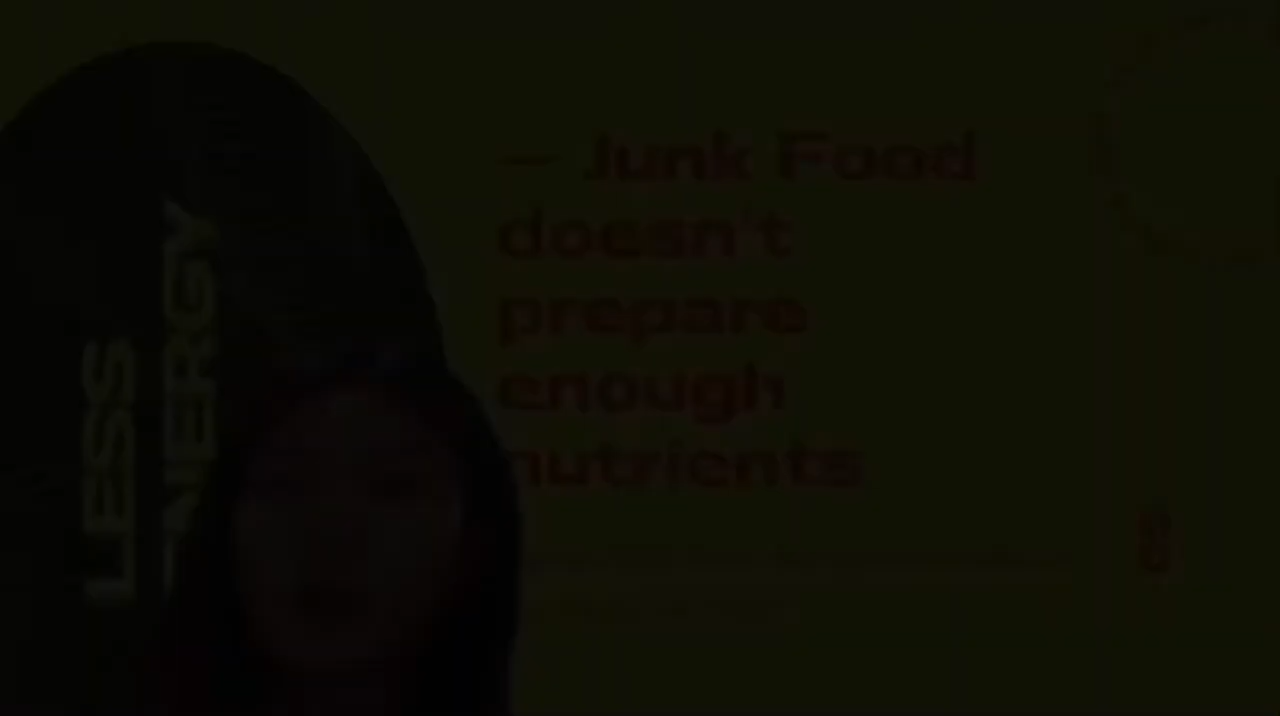 LESS
ENERGY
— Junk Food
doesn't
prepare
enough
nutrients